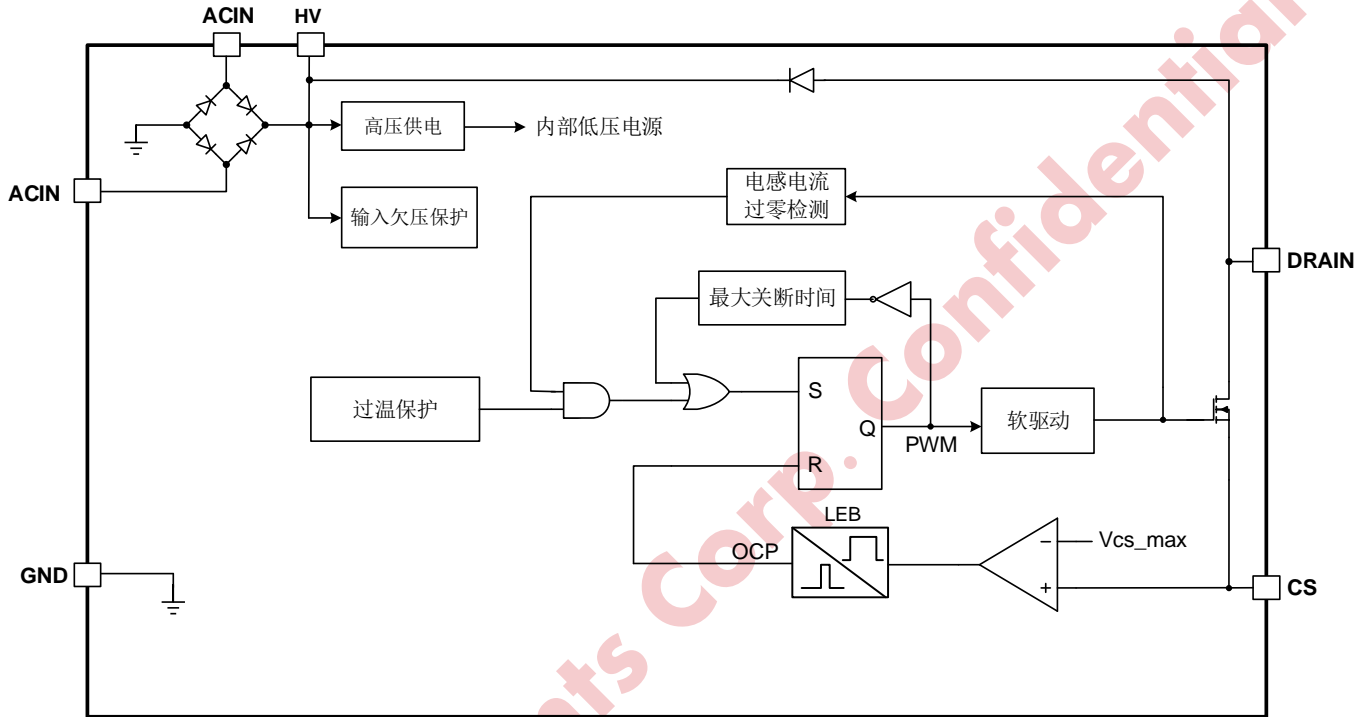 ACIN
HV
高压供电
内部低压电源
ACIN
输入欠压保护
电感电流
过零检测
DRAIN
最大关断时间
过温保护
S
Q
R
PWM
软驱动
LEB
OCP
Vcs_max
−
+
GND
CS
nts Corp. Confidential